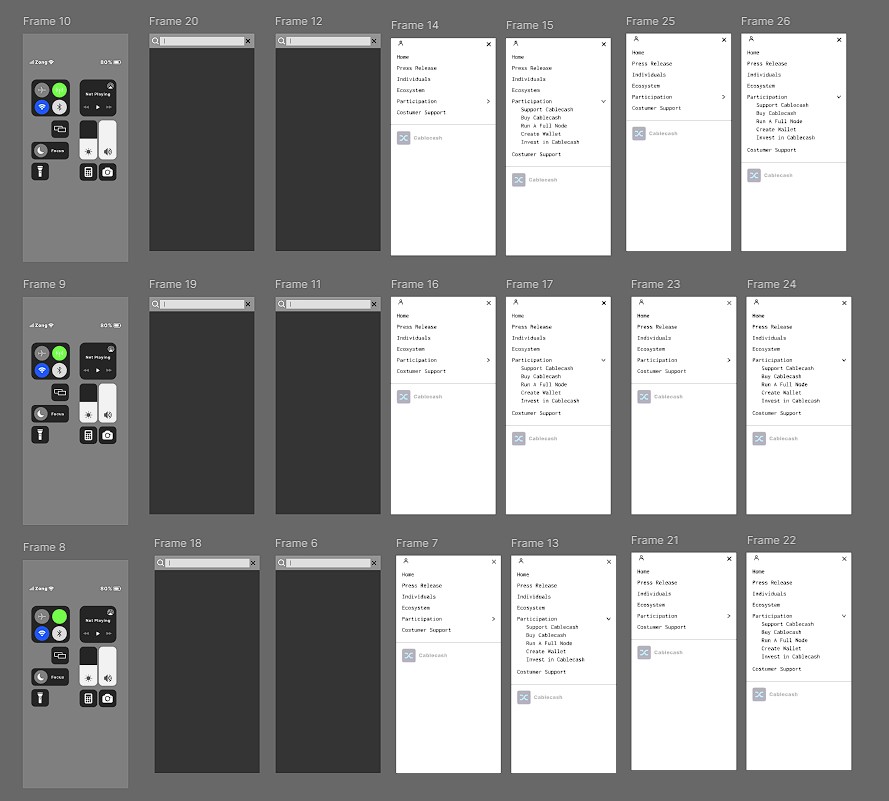 Frame 10
Zong
80%
Not Playing
Focus
Frame 20
Frame 12
Frame 14
Home
Press Release
Individuals
Ecosystem
Participation
Costumer Support
Cablecash
Frame 15
Home
Press Release
Individuals
Ecosystem
Participation
Support Cablecash
Buy Cablecash
Run A Full Node
Create Wallet
Invest in Cablecash
Costumer Support
Cablecash
Frame 25
Home
Press Release
Individuals
Ecosystem
Participation
Costumer Support
Cablecash
Frame 26
Home
Press Release
Individuals
Ecosystem
Participation
Support Cablecash
Buy Cablecash
Run A Full Node
Create Wallet
Invest in Cablecash
Costumer Support
Cablecash
Frame 9
Zong
80%
Not Playing
Focus
Frame 19
Frame 11
Frame 16
Home
Press Release
Individuals
Ecosystem
Participation
Costumer Support
Cablecash
Frame 17
Home
Press Release
Individuals
Ecosystem
Participation
Support Cablecash
Buy Cablecash
Run A Full Node
Create Wallet
Invest in Cablecash
Costumer Support
Cablecash
Frame 23
Home
Press Release
Individuals
Ecosystem
Participation
Costumer Support
Cablecash
Frame 24
Home
Press Release
Individuals
Ecosystem
Participation
Support Cablecash
Buy Cablecash
Run A Full Node
Create Wallet
Invest in Cablecash
Costumer Support
Cablecash
Frame 8
Zong
80%
Not Playing
Focus
Frame 18
Frame 6
Frame 7
Home
Press Release
Individuals
Ecosystem
Participation
Costumer Support
Cablecash
Frame 13
Home
Press Release
Individuals
Ecosystem
Participation
Support Cablecash
Buy Cablecash
Run A Full Node
Create Wallet
Invest in Cablecash
Costumer Support
Cablecash
Frame 21
Home
Press Release
Individuals
Ecosystem
Participation
Costumer Support
Cablecash
Frame 22
Home
Press Release
Individuals
Ecosystem
Participation
Support Cablecash
Buy Cablecash
Run A Full Node
Create Wallet
Invest in Cablecash
Costumer Support
Cablecash